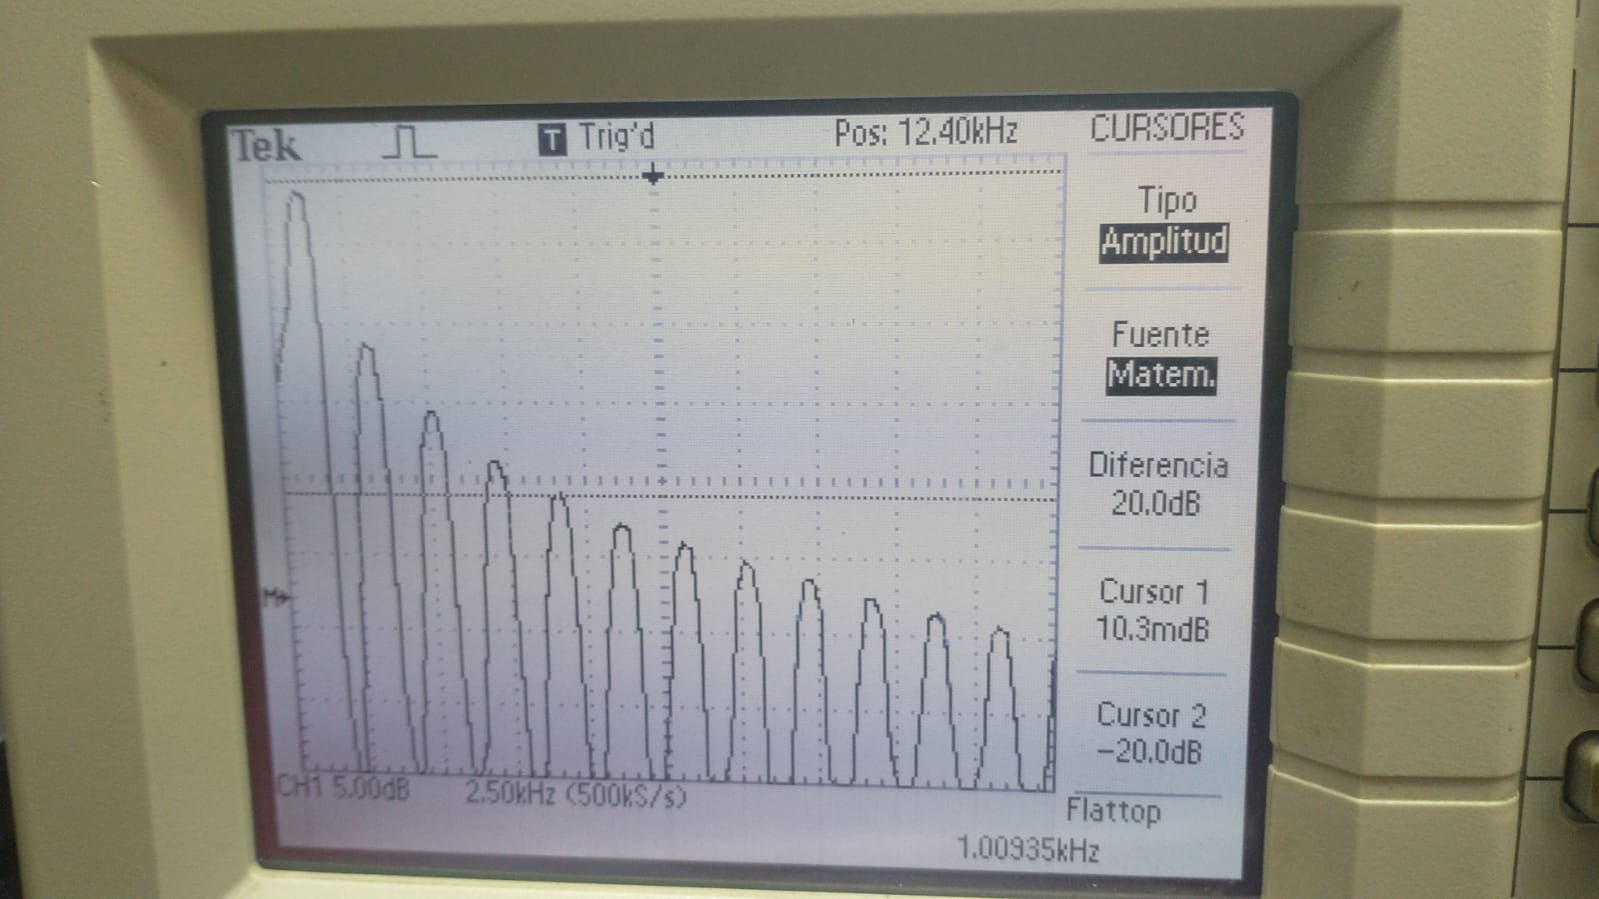 Tek
T Trig'd
Pos: 12.40kHz
CURSORES
Tipo
Amplitud
Fuente
Matem.
Diferencia
20.0dB
Cursor 1
10.3mdB
Cursor 2
-20.0dB
M
CH1 5.00dB
2.50kHz (500kS/s)
Flattop
1.00935kHz